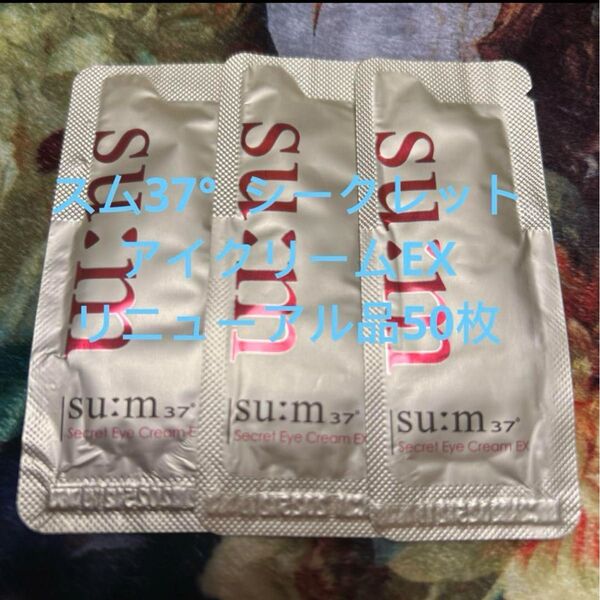 su:m
su:m
su:m
スム37°シークレット
アイクリームEX
リニューアル品50枚
su:m 37°
Secret Eye Cream E
su:m 37°
Secret Eye Cream EX
su:m 37°
Secret Eye Cream EX